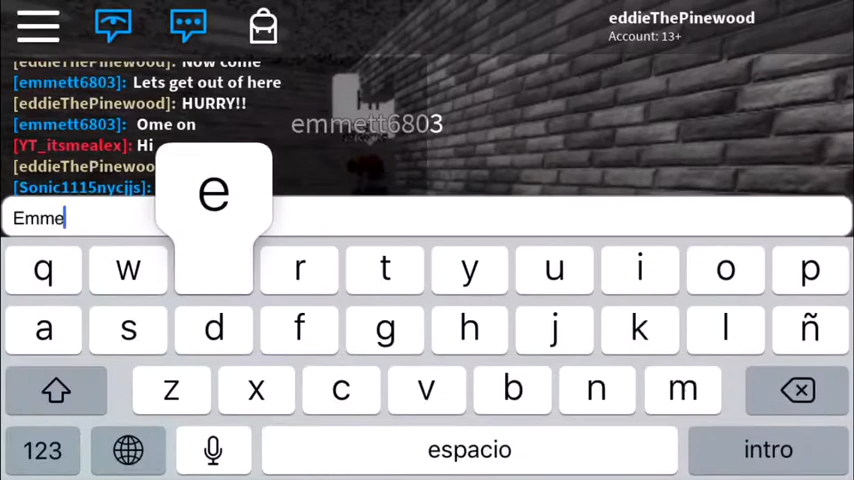 eddieThePinewood
Account: 13+
[eddieThePinewood]: Now come
[emmett6803]: Lets get out of here
[eddieThePinewood]: HURRY!!
[emmett6803]: Ome on
[YT_itsmealex]: Hi
[eddieThePinewoo
[Sonic1115nycjjs]:
Hi
emmett6803
Emme
e
q w r t y u i o p
a s d f g h j k l ñ
z x c v b n m
123 espacio intro